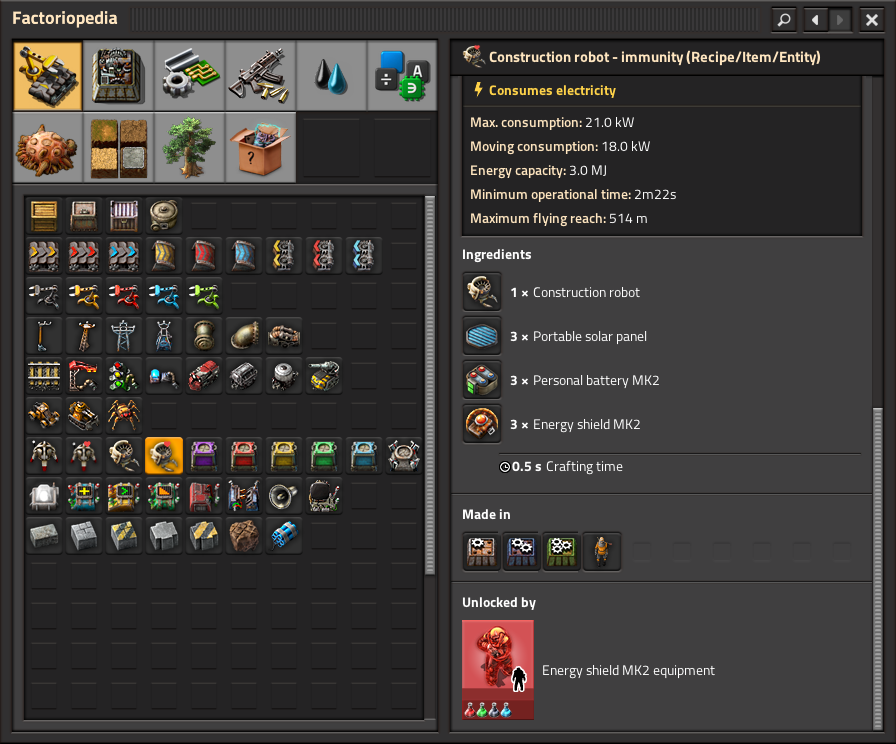 Factoriopedia
Construction robot - immunity (Recipe/Item/Entity)
Consumes electricity
Max. consumption: 21.0 kW
Moving consumption: 18.0 kW
Energy capacity: 3.0 MJ
Minimum operational time: 2m22s
Maximum flying reach: 514 m
Ingredients
1 × Construction robot
3 × Portable solar panel
3 × Personal battery MK2
3 × Energy shield MK2
0.5 s Crafting time
Made in
Unlocked by
Energy shield MK2 equipment